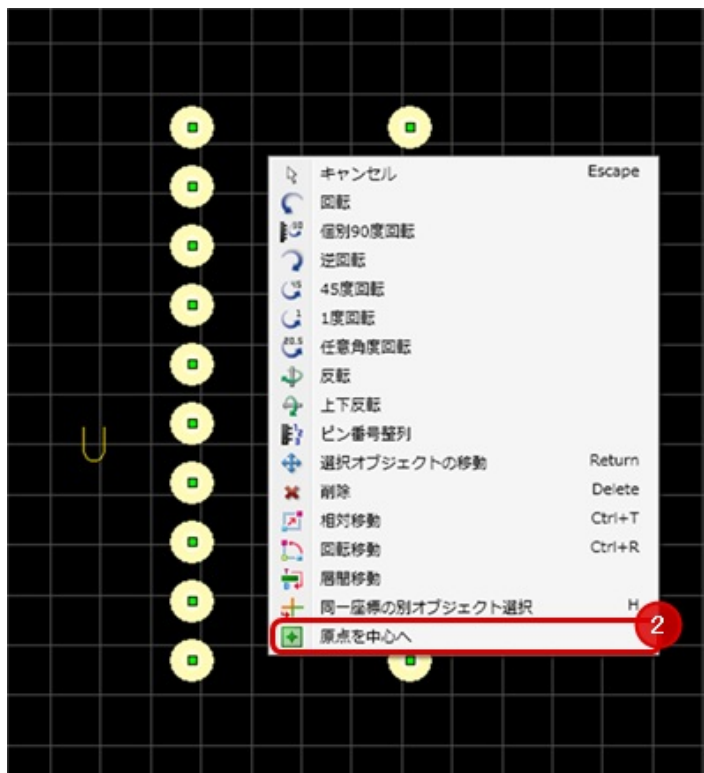 キャンセル Escape
回転
個別90度回転
逆回転
45度回転
1度回転
任意角度回転
反転
上下反転
ピン番号整列
選択オブジェクトの移動 Return
削除 Delete
相対移動 Ctrl+T
回転移動 Ctrl+R
層間移動
同一座標の別オブジェクト選択 H
2
原点を中心へ
U